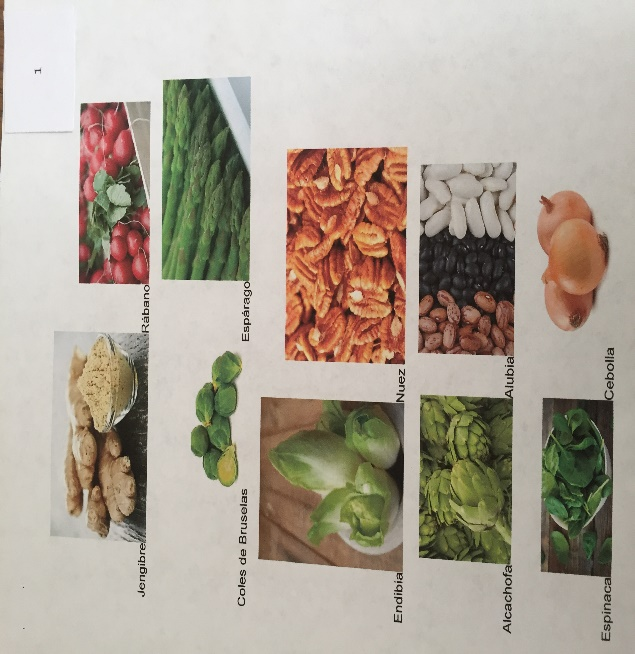 1
Jengibre
Rábano
Coles de Bruselas
Espárago
Endibia
Nuez
Alcachofa
Alubia
Espinaca
Cebolla